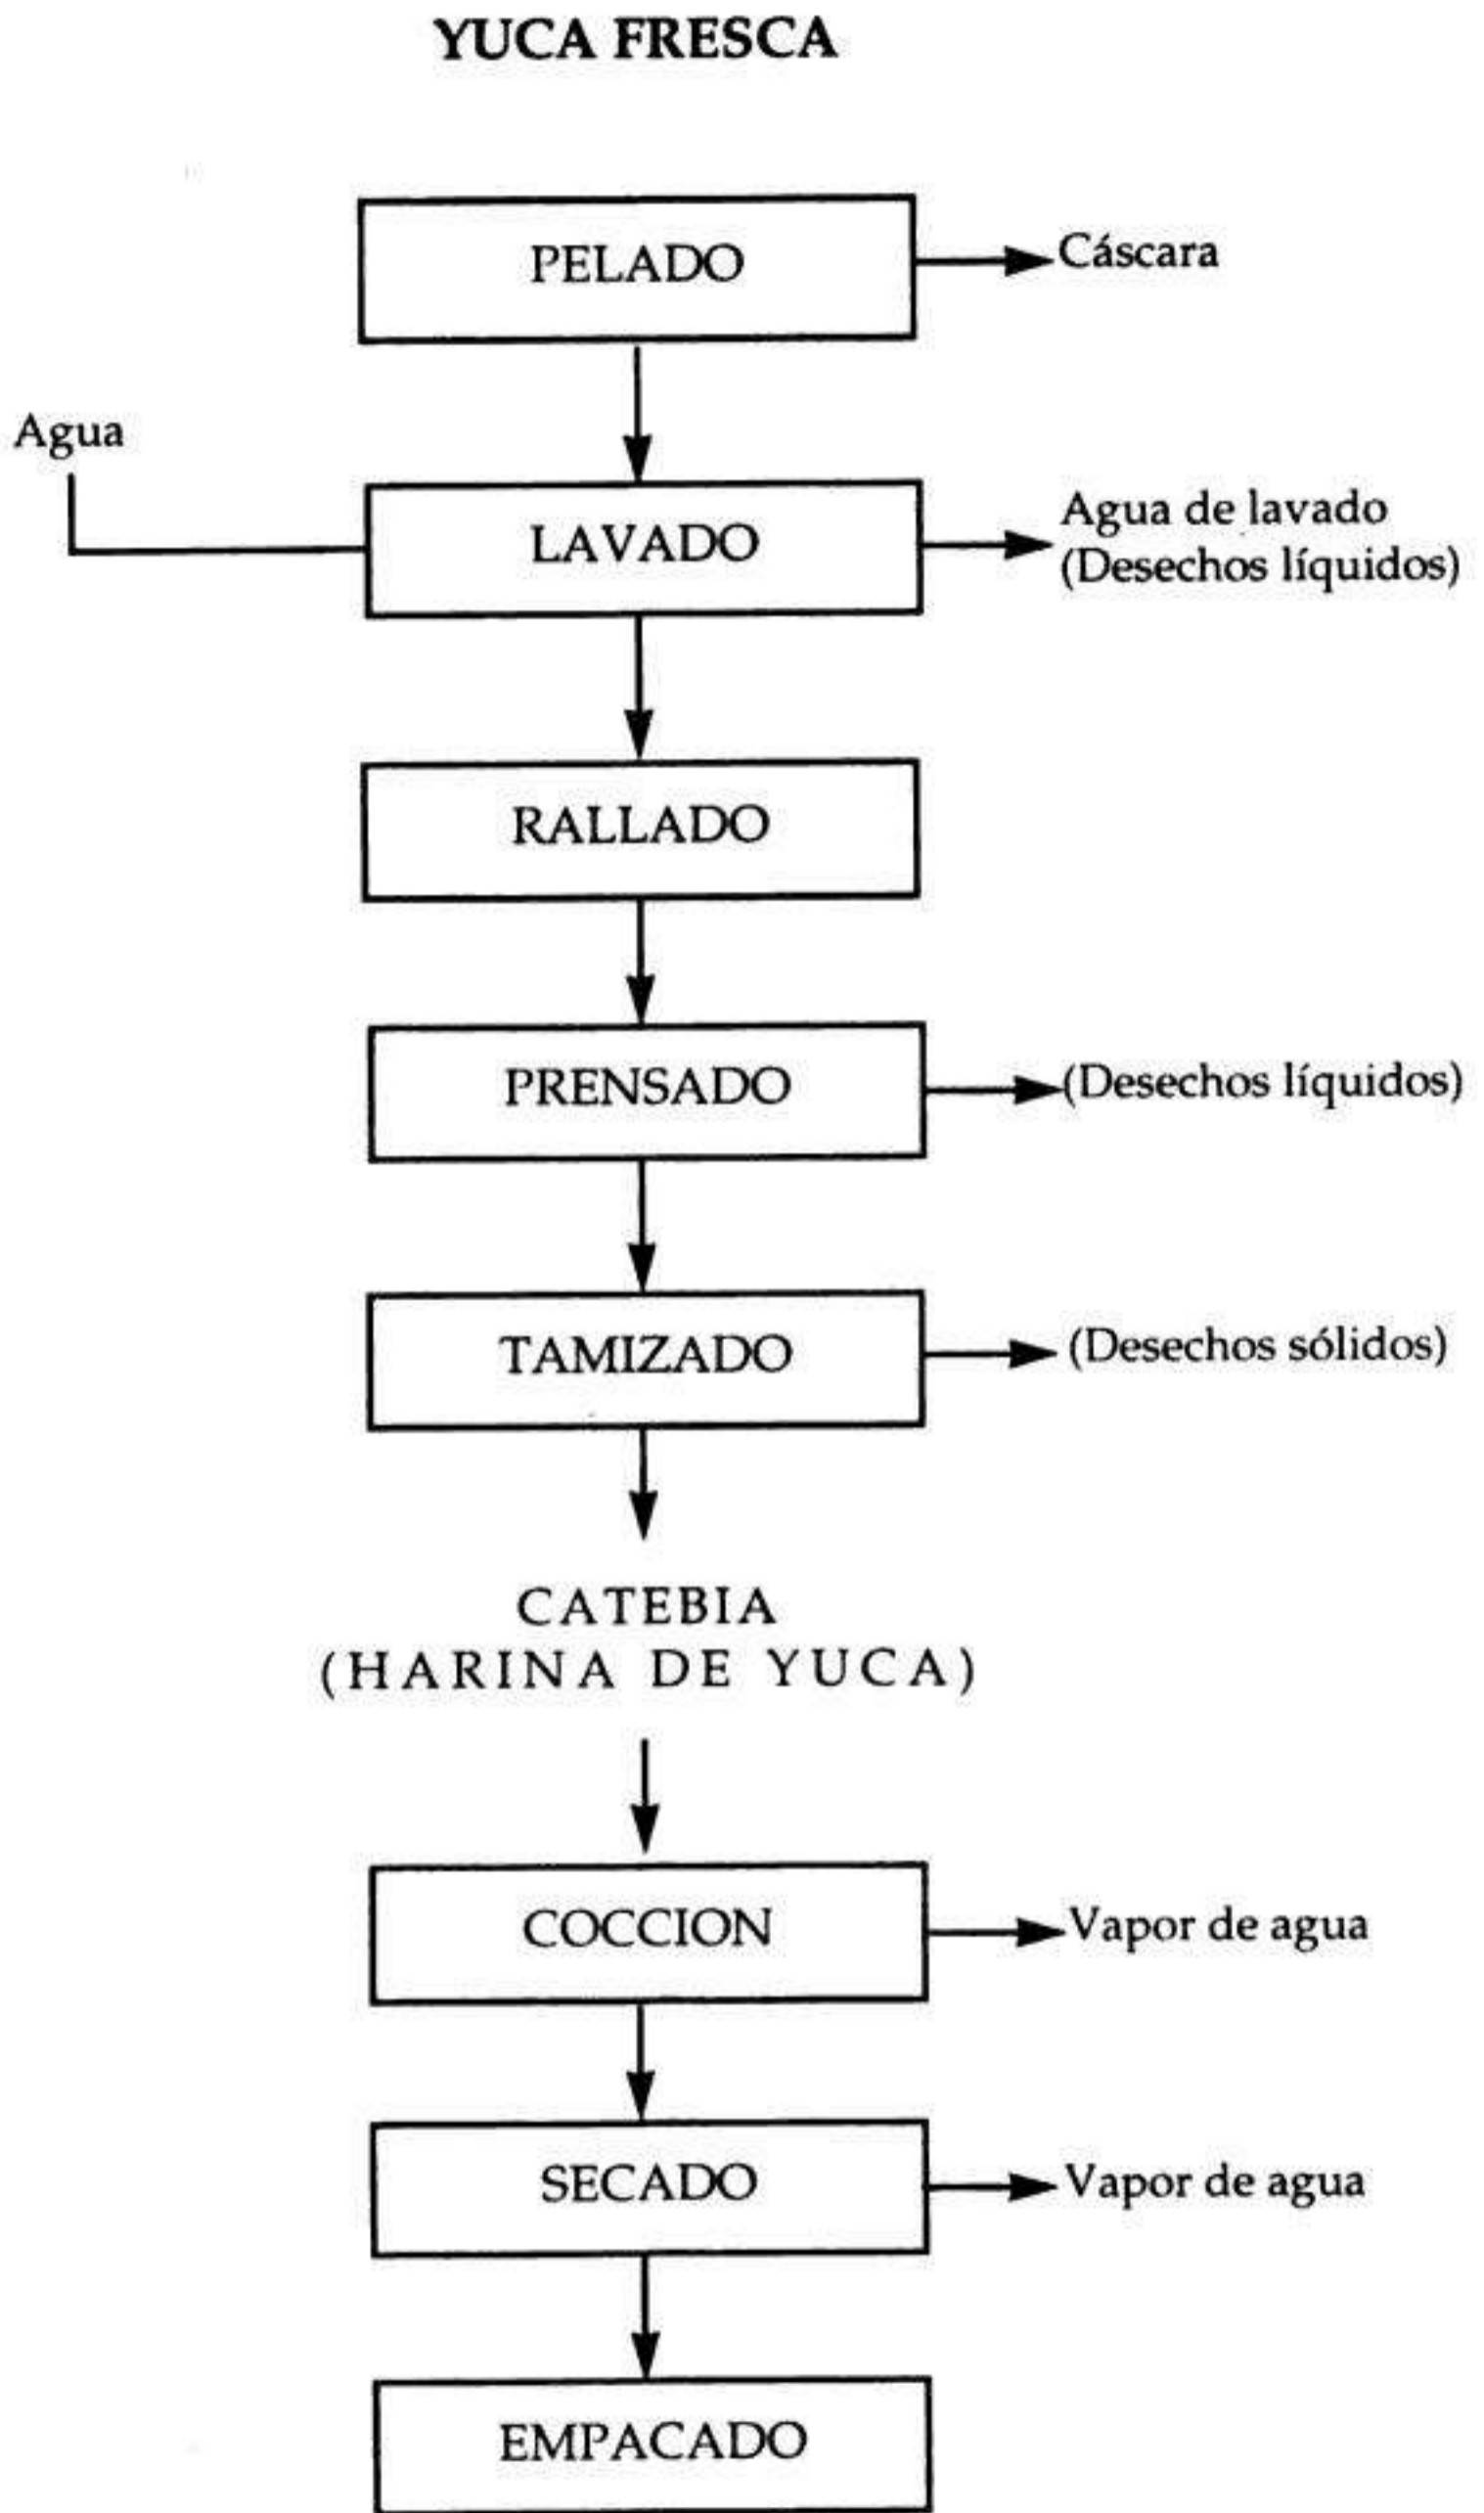 YUCA FRESCA
PELADO
Cáscara
Agua
LAVADO
Agua de lavado
(Desechos líquidos)
RALLADO
PRENSADO
(Desechos líquidos)
TAMIZADO
(Desechos sólidos)
CATEBIA
(HARINA DE YUCA)
COCCION
Vapor de agua
SECADO
Vapor de agua
EMPACADO